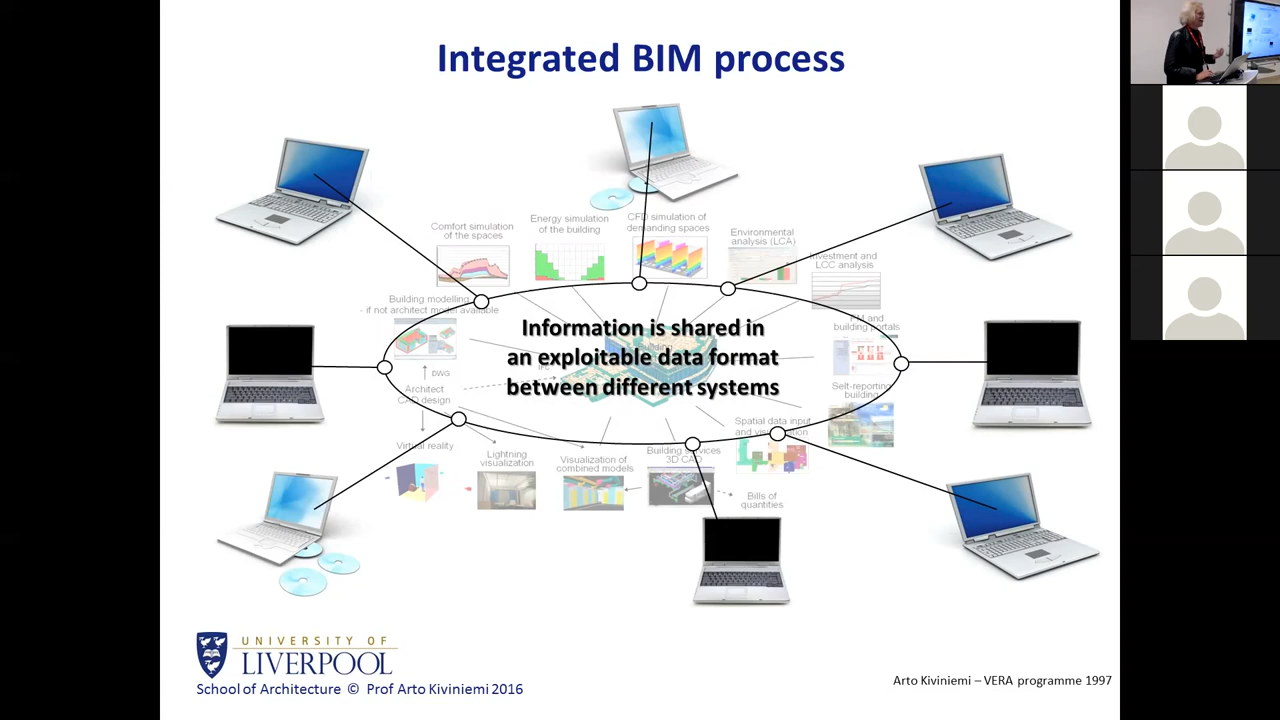 Integrated BIM process
Comfort simulation
of the spaces
Energy simulation
of the building
CFD simulation of
demanding spaces
Environmental
analysis (LCA)
Investment and
LCC analysis
Building modelling
- if not architect model available
FM and
building portals
Information is shared in
an exploitable data format
between different systems
DWG
IFC
Architect
CAD design
Self-reporting
building
Virtual reality
Lightning
visualization
Visualization of
combined models
Building services
3D CAD
Spatial data input
and visualization
Bills of
quantities
UNIVERSITY OF
LIVERPOOL
School of Architecture © Prof Arto Kiviniemi 2016
Arto Kiviniemi – VERA programme 1997